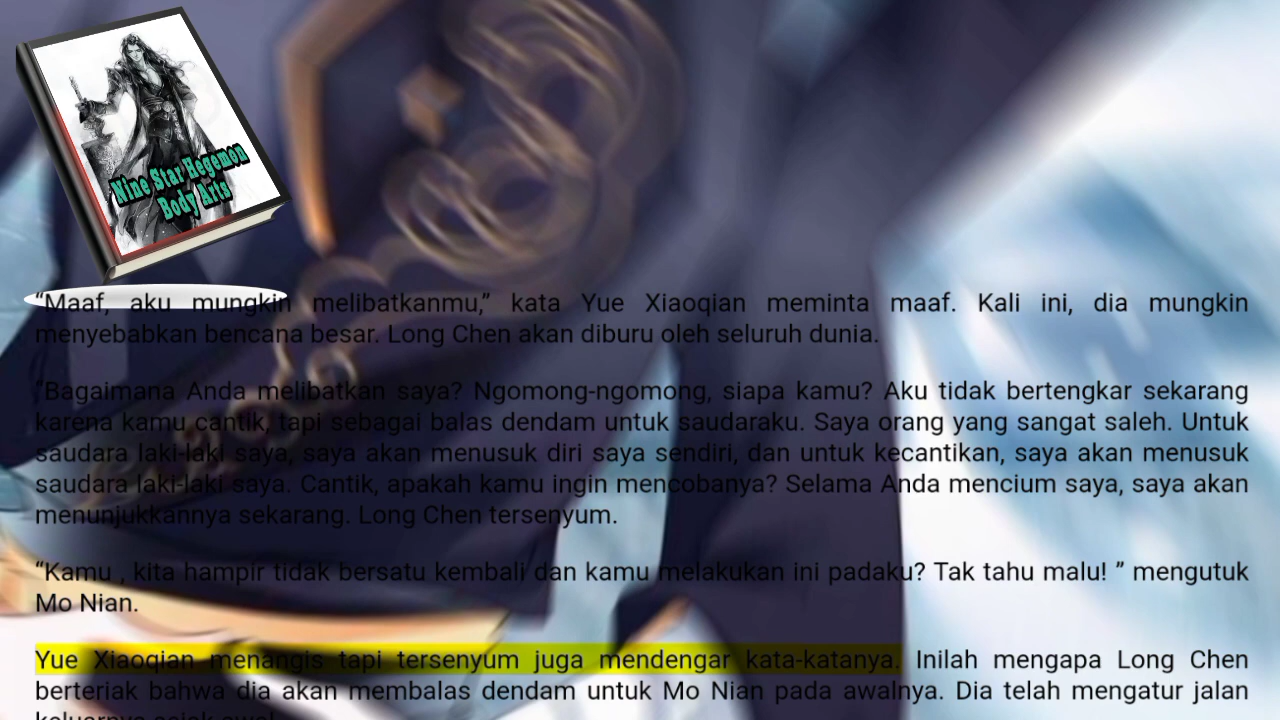 Nine Star Hegemon
Body Arts
“Maaf, aku mungkin melibatkanmu,” kata Yue Xiaoqian meminta maaf. Kali ini, dia mungkin
menyebabkan bencana besar. Long Chen akan diburu oleh seluruh dunia.
“Bagaimana Anda melibatkan saya? Ngomong-ngomong, siapa kamu? Aku tidak bertengkar sekarang
karena kamu cantik, tapi sebagai balas dendam untuk saudaraku. Saya orang yang sangat saleh. Untuk
saudara laki-laki saya, saya akan menusuk diri saya sendiri, dan untuk kecantikan, saya akan menusuk
saudara laki-laki saya. Cantik, apakah kamu ingin mencobanya? Selama Anda mencium saya, saya akan
menunjukkannya sekarang. Long Chen tersenyum.
“Kamu , kita hampir tidak bersatu kembali dan kamu melakukan ini padaku? Tak tahu malu! ” mengutuk
Mo Nian.
Yue Xiaoqian menangis tapi tersenyum juga mendengar kata-katanya. Inilah mengapa Long Chen
berteriak bahwa dia akan membalas dendam untuk Mo Nian pada awalnya. Dia telah mengatur jalan
keluarnya sejak awal.